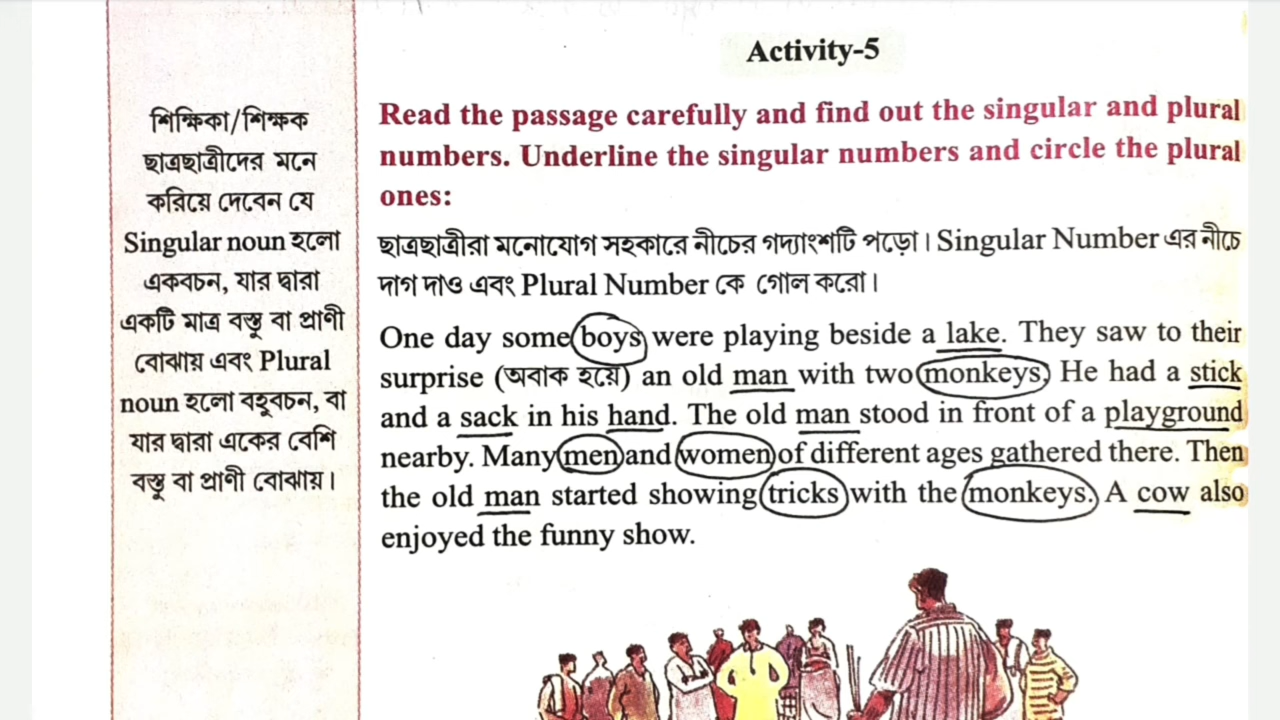 Activity-5
শিক্ষিকা/শিক্ষক
ছাত্রছাত্রীদের মনে
করিয়ে দেবেন যে
Singular noun হলো
একবচন, যার দ্বারা
একটি মাত্র বস্তু বা প্রাণী
বোঝায় এবং Plural
noun হলো বহুবচন, বা
যার দ্বারা একের বেশি
বস্তু বা প্রাণী বোঝায়।
Read the passage carefully and find out the singular and plural
numbers. Underline the singular numbers and circle the plural
ones:
ছাত্রছাত্রীরা মনোযোগ সহকারে নীচের গদ্যাংশটি পড়ো। Singular Number এর নীচে
দাগ দাও এবং Plural Number কে গোল করো।
One day some boys were playing beside a lake. They saw to their
surprise (অবাক হয়ে) an old man with two monkeys. He had a stick
and a sack in his hand. The old man stood in front of a playground
nearby. Many men and women of different ages gathered there. Then
the old man started showing tricks with the monkeys. A cow also
enjoyed the funny show.